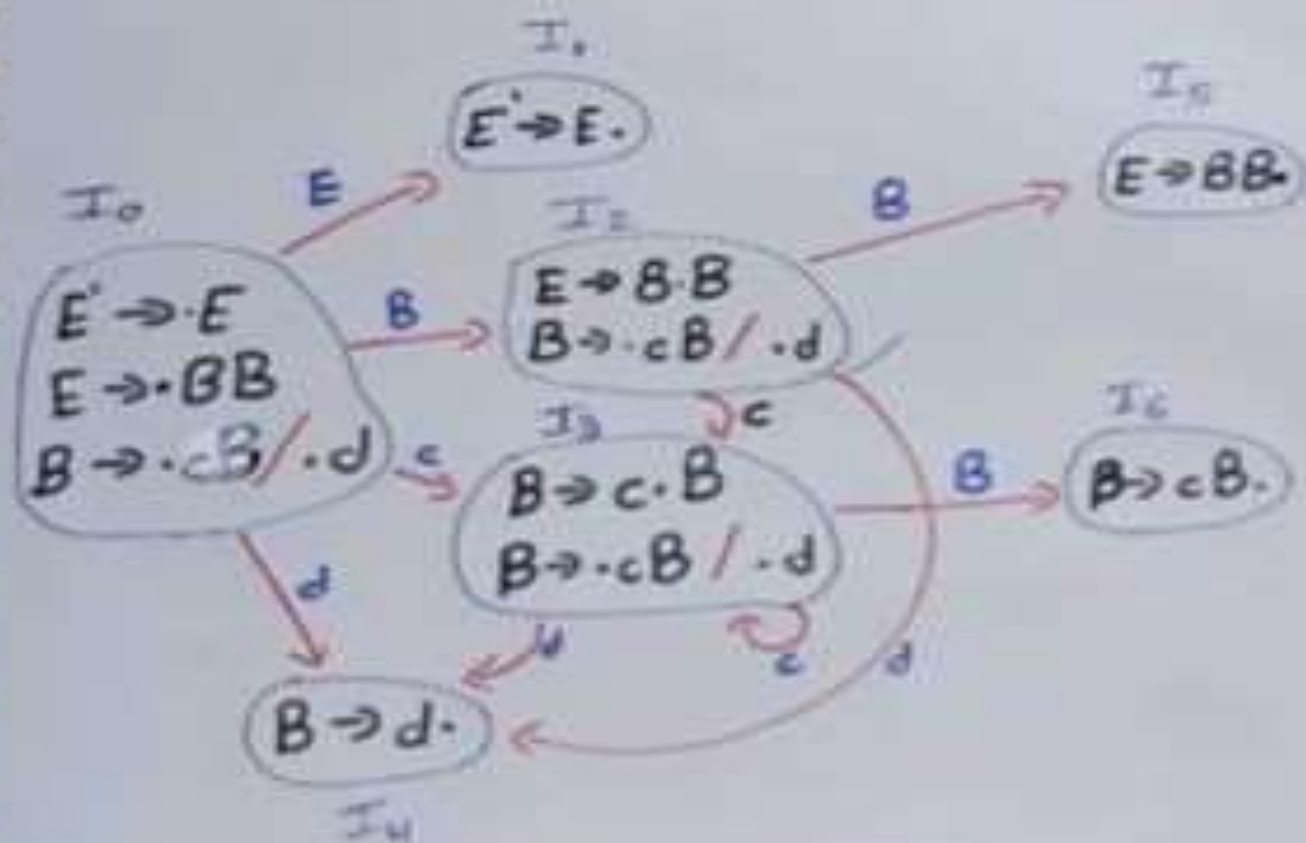 I₁
E'→E.
I₅
E→BB.
E
I₀
B
I₂
E'→.E
E→.BB
B→.cB/.d
B
E→B.B
B→.cB/.d
c
I₃
c
I₆
B→c.B
B→.cB/.d
B
B→cB.
d
d
c
d
B→d.
I₄